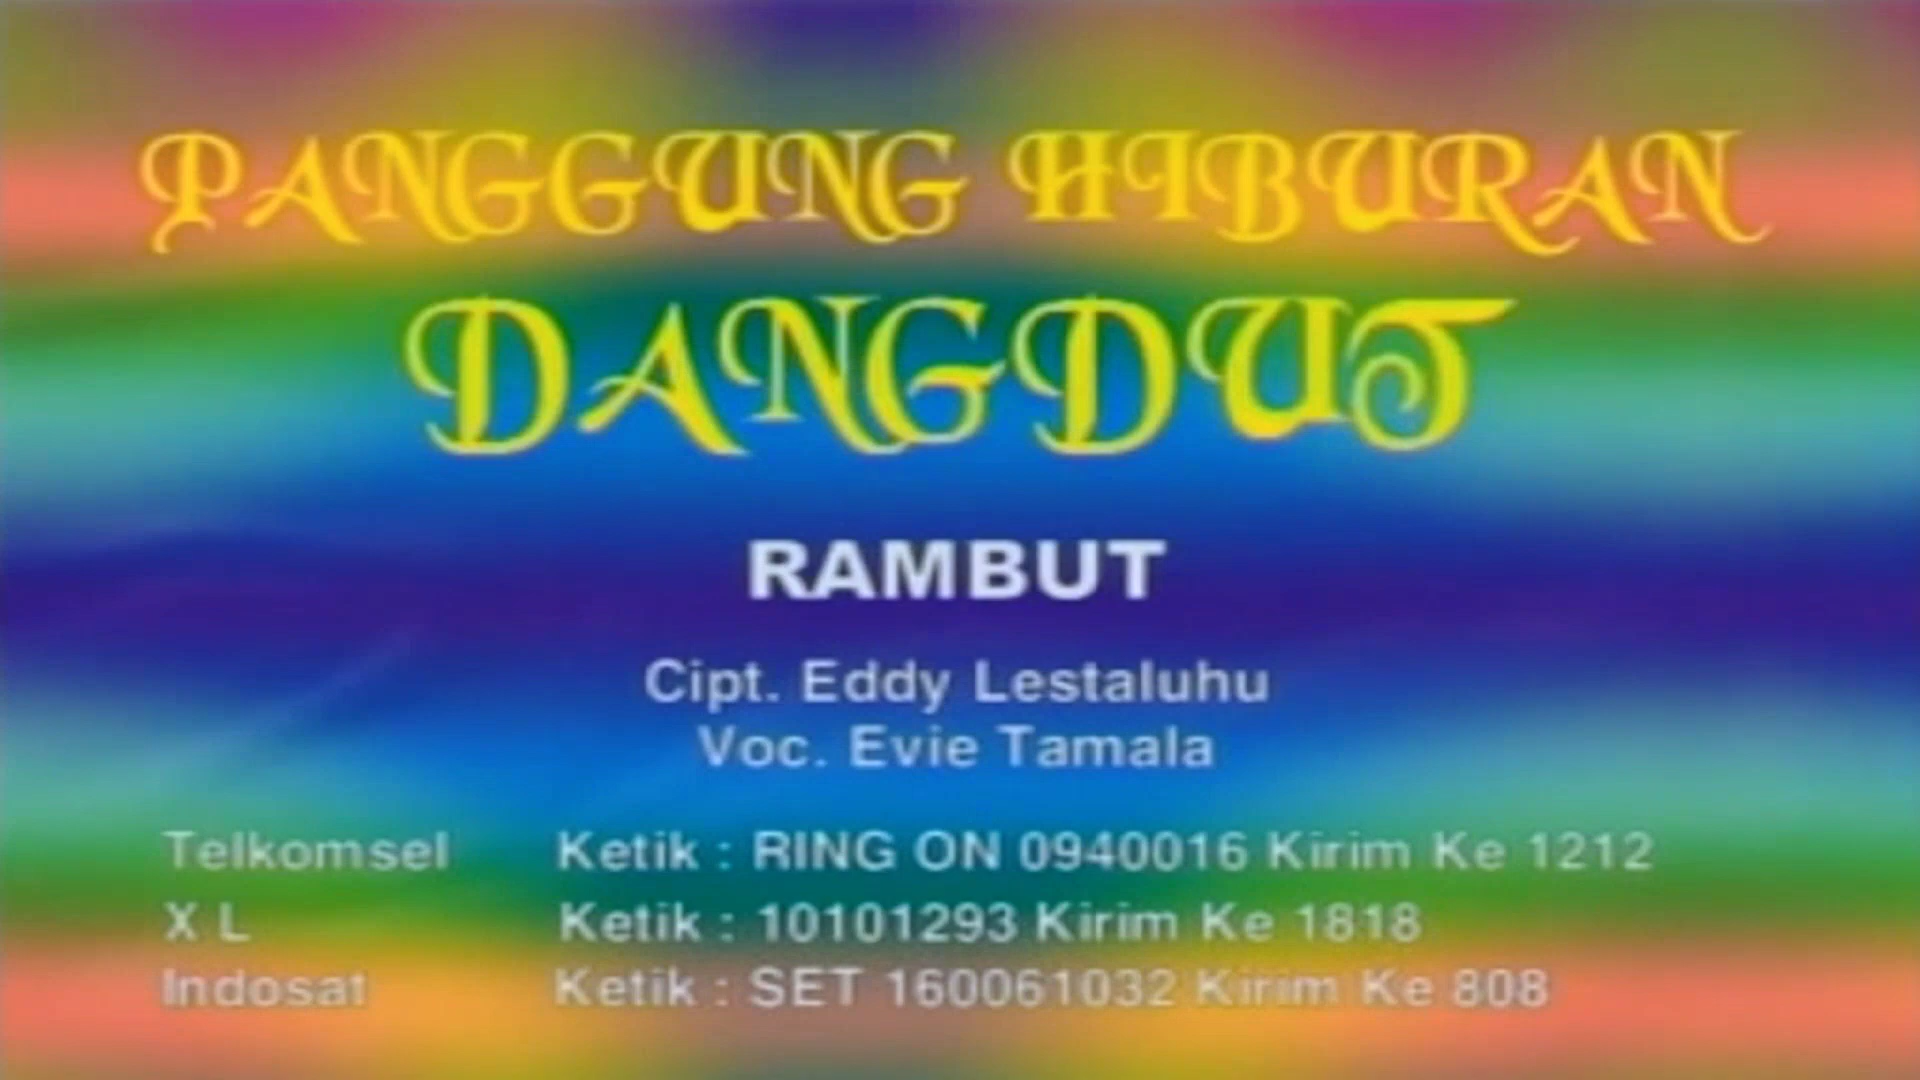 PANGGUNG HIBURAN
DANGDUT
RAMBUT
Cipt. Eddy Lestaluhu
Voc. Evie Tamala
Telkomsel Ketik : RING ON 0940016 Kirim Ke 1212
X L Ketik : 10101293 Kirim Ke 1818
Indosat Ketik : SET 160061032 Kirim Ke 808